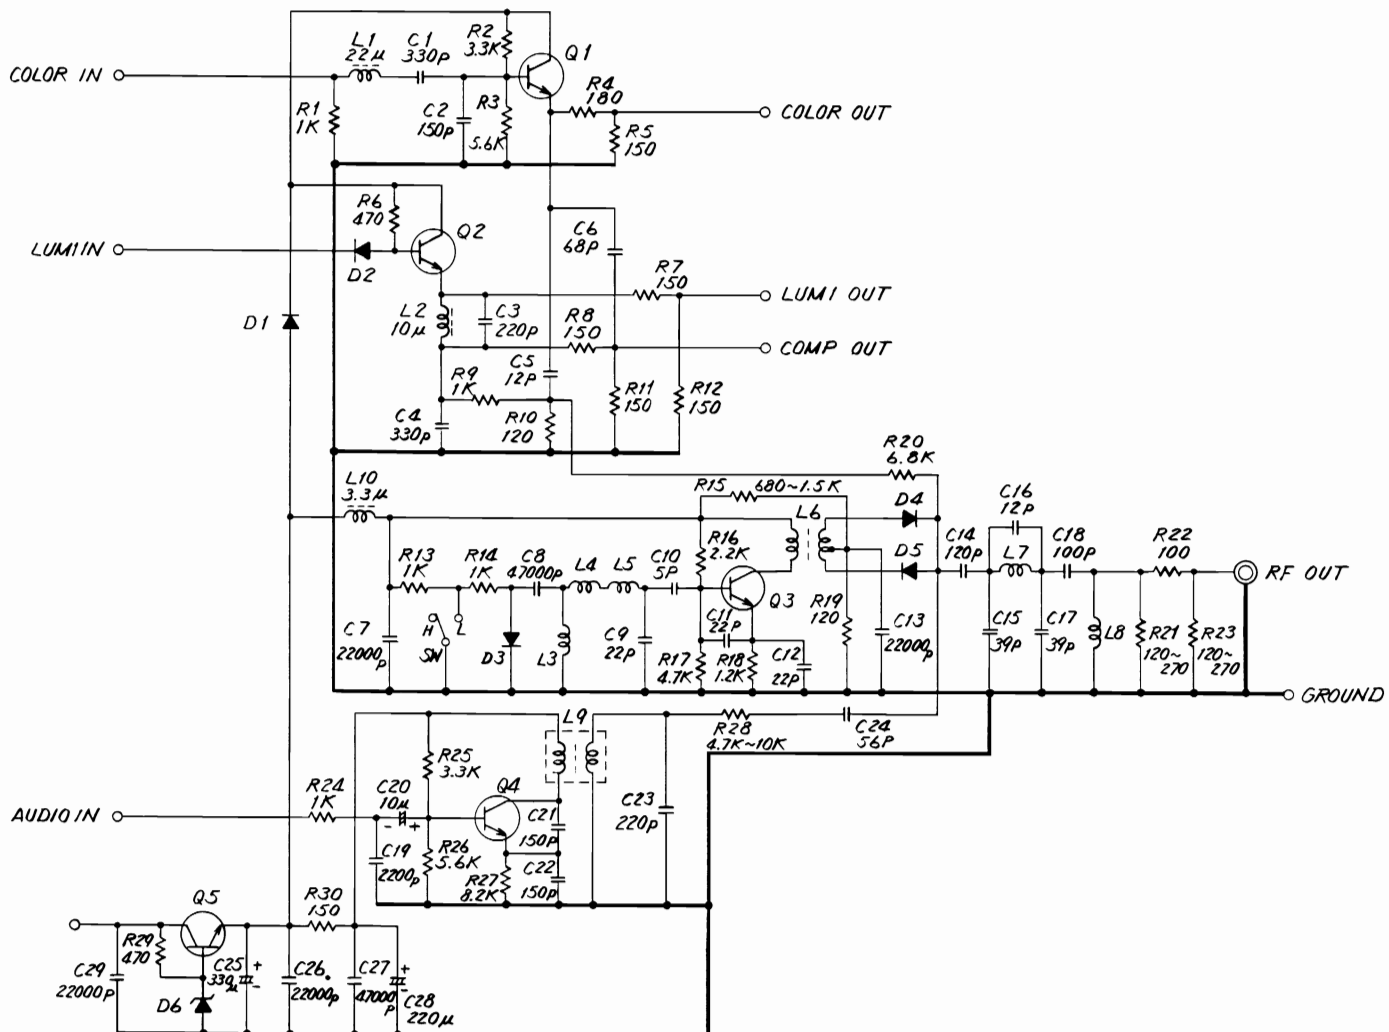 L1
22μ
C1
330p
R2
3.3K
Q1
COLOR IN
R1
1K
C2
150p
R3
5.6K
R4
180
COLOR OUT
R5
150
R6
470
Q2
LUMI IN
D2
C6
68P
R7
150
LUMI OUT
D1
L2
10μ
C3
220p
R8
150
COMP OUT
C5
12P
R9
1K
R11
150
R12
150
C4
330p
R10
120
R20
6.8K
L10
3.3μ
R15
680~1.5K
L6
D4
C16
12p
R13
1K
R14
1K
C8
47000p
L4
L5
C10
5P
R16
2.2K
D5
C14
120p
L7
C18
100p
R22
100
RF OUT
Q3
H
L
SW
C7
22000p
D3
L3
C9
22p
C11
22P
R17
4.7K
R18
1.2K
C12
22p
R19
120
C13
22000p
C15
39p
C17
39p
L8
R21
120~
270
R23
120~
270
GROUND
L9
R28
4.7K~10K
C24
56P
R25
3.3K
R24
1K
C20
10μ
- +
Q4
AUDIO IN
C21
150p
C23
220p
C19
2200p
R26
5.6K
R27
8.2K
C22
150p
Q5
R30
150
R29
470
C29
22000p
D6
C25
330μ
+
-
C26
22000p
C27
47000p
+
-
C28
220μ